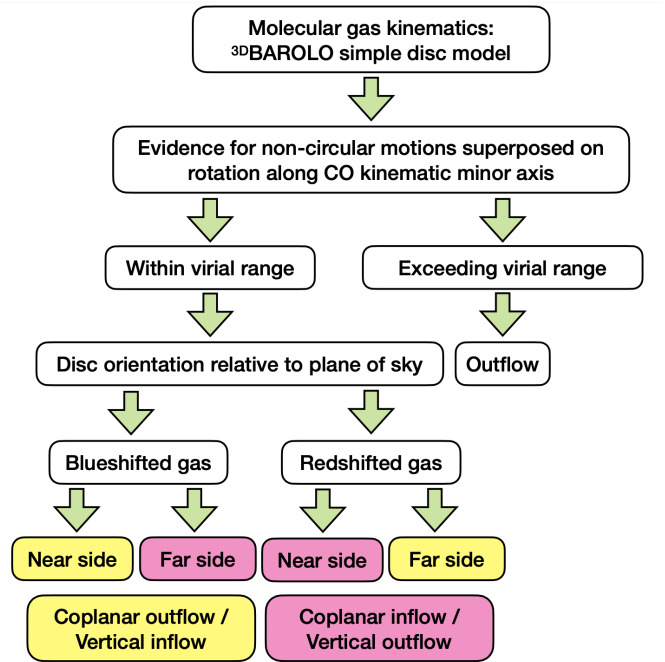 Molecular gas kinematics:
³ᴰBAROLO simple disc model
Evidence for non-circular motions superposed on
rotation along CO kinematic minor axis
Within virial range
Exceeding virial range
Disc orientation relative to plane of sky
Outflow
Blueshifted gas
Redshifted gas
Near side
Far side
Near side
Far side
Coplanar outflow /
Vertical inflow
Coplanar inflow /
Vertical outflow